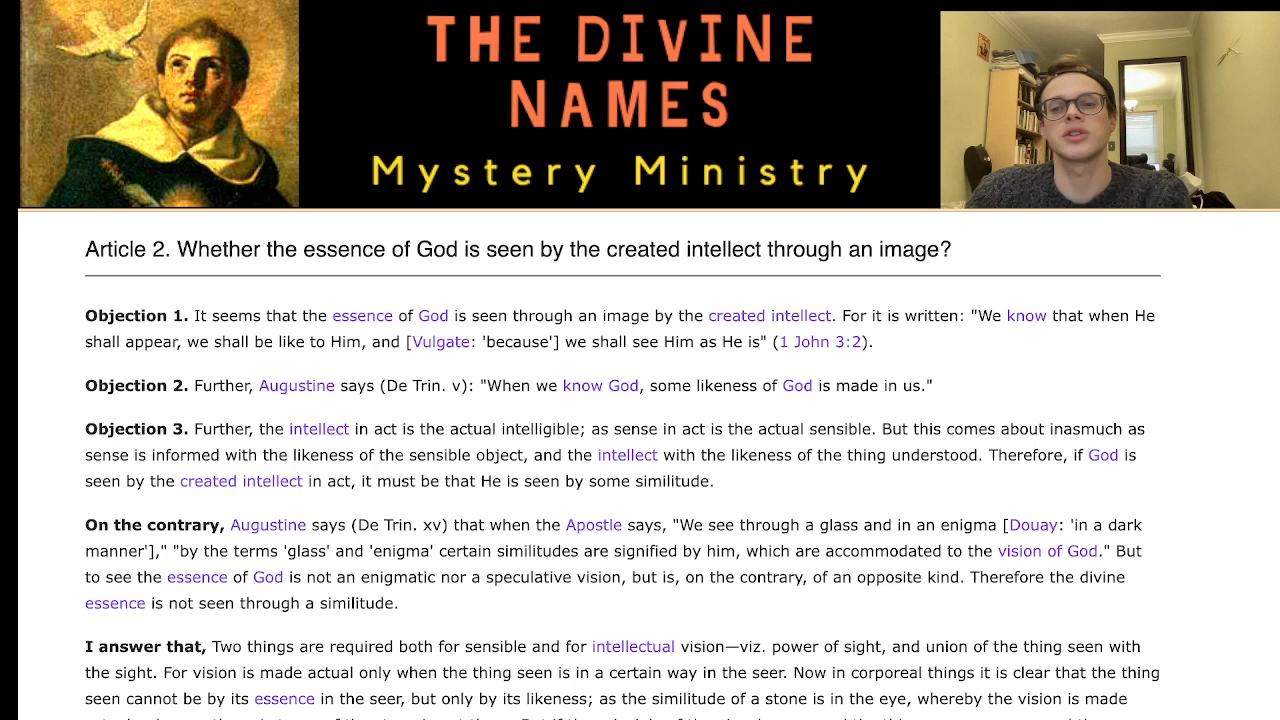 THE DIVINE
NAMES
Mystery Ministry
Article 2. Whether the essence of God is seen by the created intellect through an image?
Objection 1. It seems that the essence of God is seen through an image by the created intellect. For it is written: "We know that when He
shall appear, we shall be like to Him, and [Vulgate: 'because'] we shall see Him as He is" (1 John 3:2).
Objection 2. Further, Augustine says (De Trin. v): "When we know God, some likeness of God is made in us."
Objection 3. Further, the intellect in act is the actual intelligible; as sense in act is the actual sensible. But this comes about inasmuch as
sense is informed with the likeness of the sensible object, and the intellect with the likeness of the thing understood. Therefore, if God is
seen by the created intellect in act, it must be that He is seen by some similitude.
On the contrary, Augustine says (De Trin. xv) that when the Apostle says, "We see through a glass and in an enigma [Douay: 'in a dark
manner']," "by the terms 'glass' and 'enigma' certain similitudes are signified by him, which are accommodated to the vision of God." But
to see the essence of God is not an enigmatic nor a speculative vision, but is, on the contrary, of an opposite kind. Therefore the divine
essence is not seen through a similitude.
I answer that, Two things are required both for sensible and for intellectual vision—viz. power of sight, and union of the thing seen with
the sight. For vision is made actual only when the thing seen is in a certain way in the seer. Now in corporeal things it is clear that the thing
seen cannot be by its essence in the seer, but only by its likeness; as the similitude of a stone is in the eye, whereby the vision is made